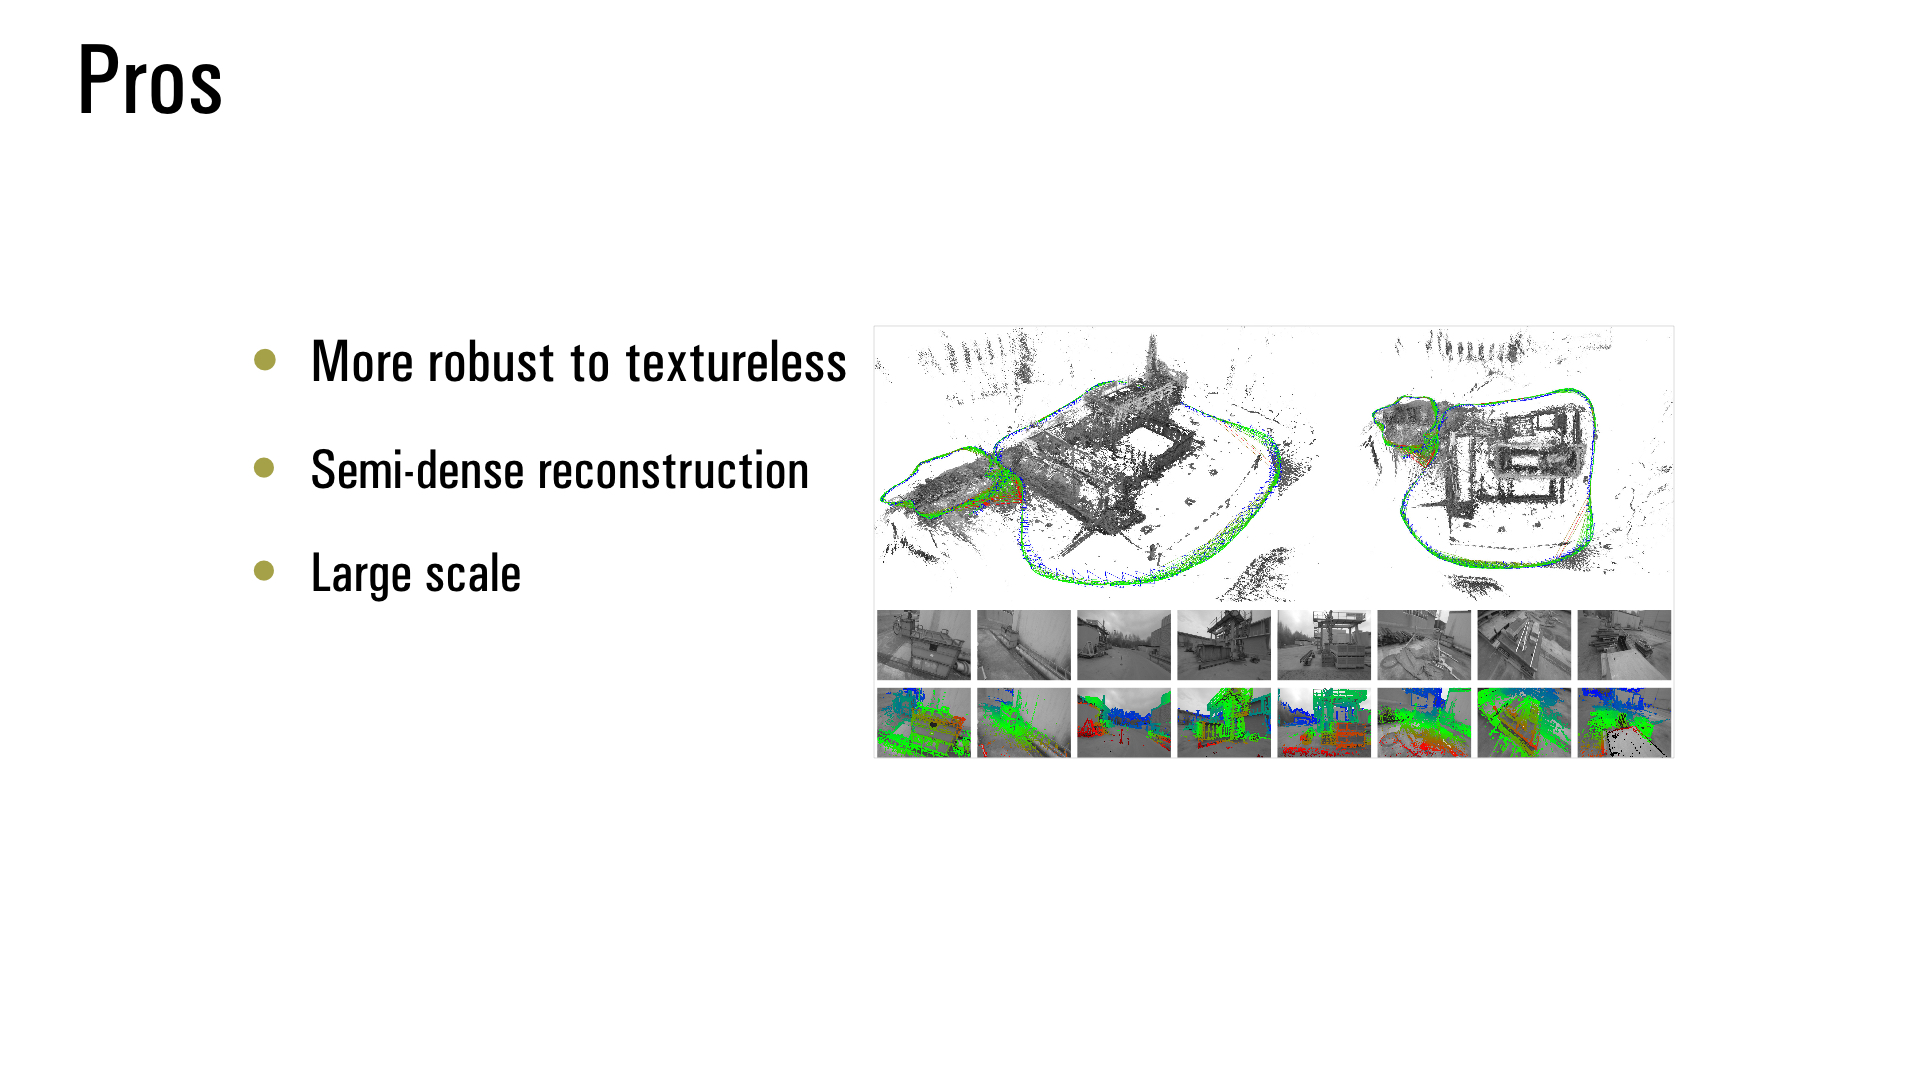 Pros
More robust to textureless
Semi-dense reconstruction
Large scale